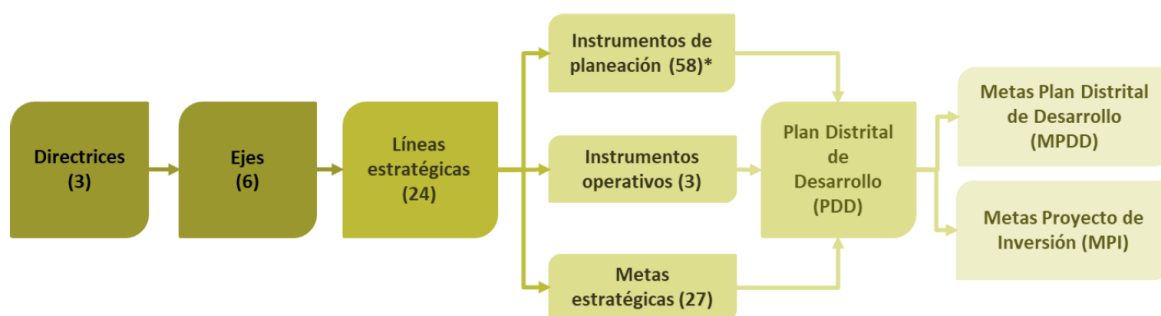 Directrices
(3)
Ejes
(6)
Líneas
estratégicas
(24)
Instrumentos de
planeación (58)*
Instrumentos
operativos (3)
Metas
estratégicas (27)
Plan Distrital
de
Desarrollo
(PDD)
Metas Plan Distrital
de Desarrollo
(MPDD)
Metas Proyecto de
Inversión (MPI)